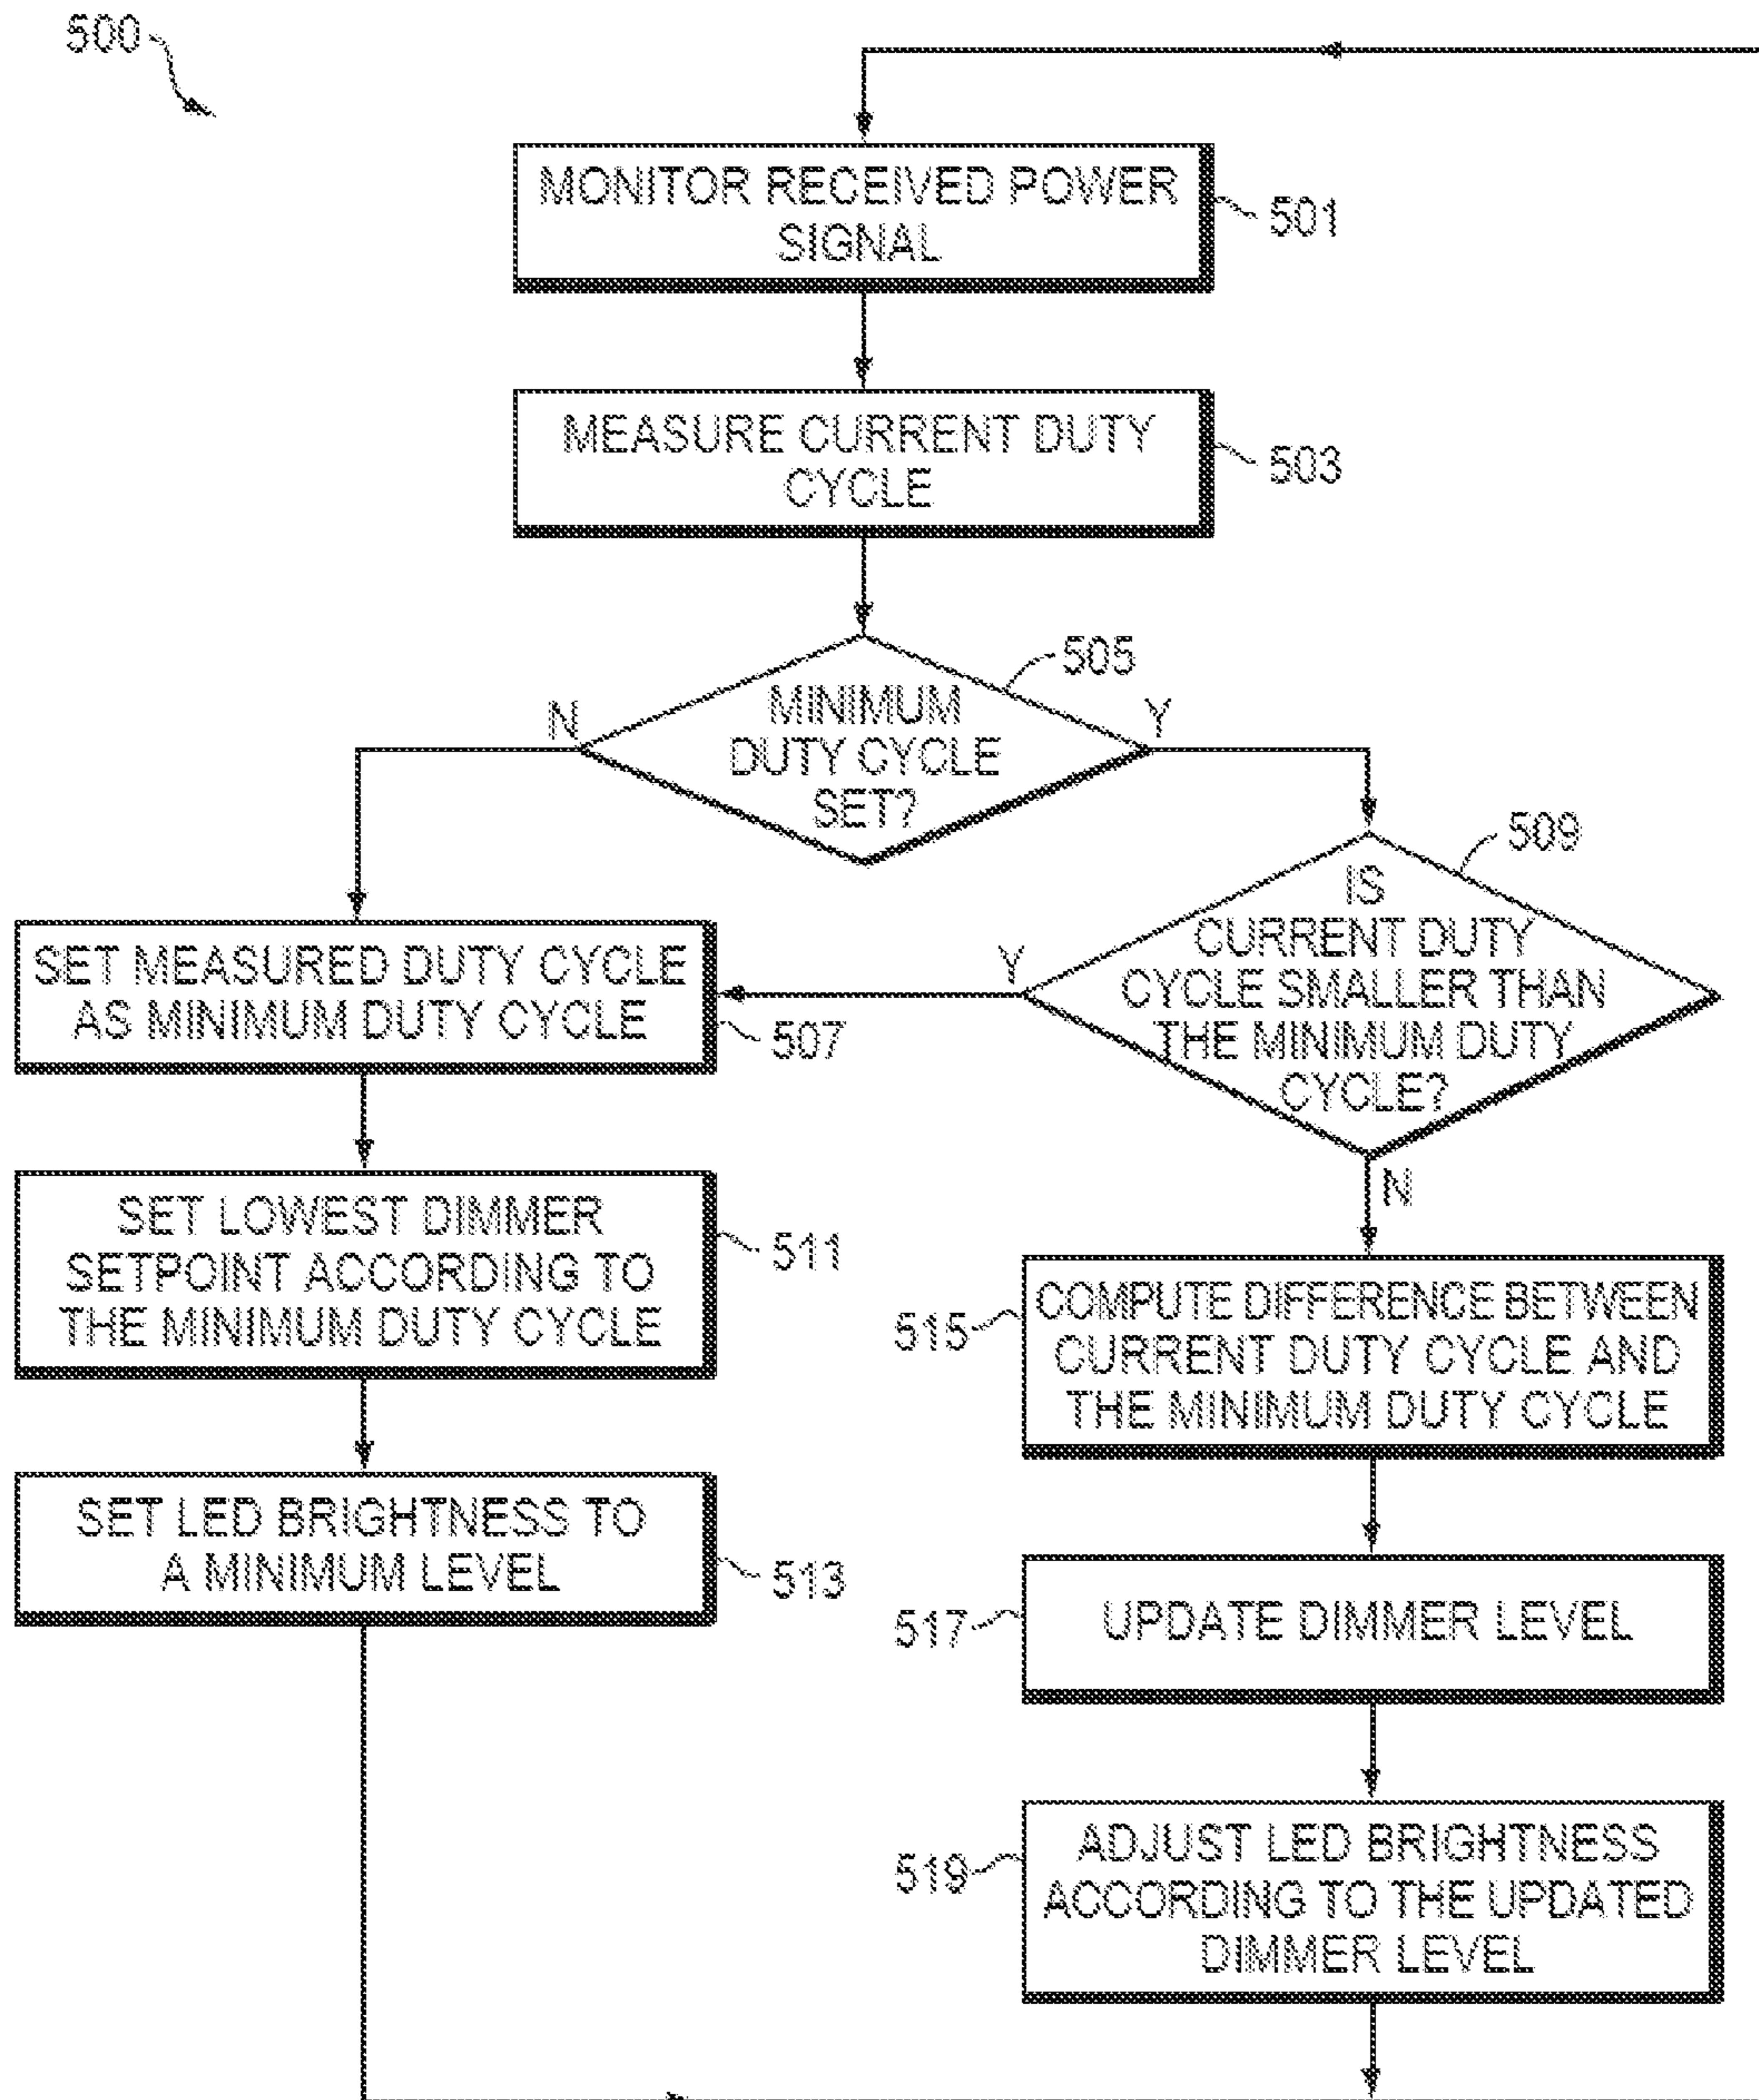 500
MONITOR RECEIVED POWER
SIGNAL
501
MEASURE CURRENT DUTY
CYCLE
503
505
N
MINIMUM
DUTY CYCLE
SET?
Y
509
IS
CURRENT DUTY
CYCLE SMALLER THAN
THE MINIMUM DUTY
CYCLE?
Y
N
SET MEASURED DUTY CYCLE
AS MINIMUM DUTY CYCLE
507
SET LOWEST DIMMER
SETPOINT ACCORDING TO
THE MINIMUM DUTY CYCLE
511
SET LED BRIGHTNESS TO
A MINIMUM LEVEL
513
515
COMPUTE DIFFERENCE BETWEEN
CURRENT DUTY CYCLE AND
THE MINIMUM DUTY CYCLE
517
UPDATE DIMMER LEVEL
519
ADJUST LED BRIGHTNESS
ACCORDING TO THE UPDATED
DIMMER LEVEL